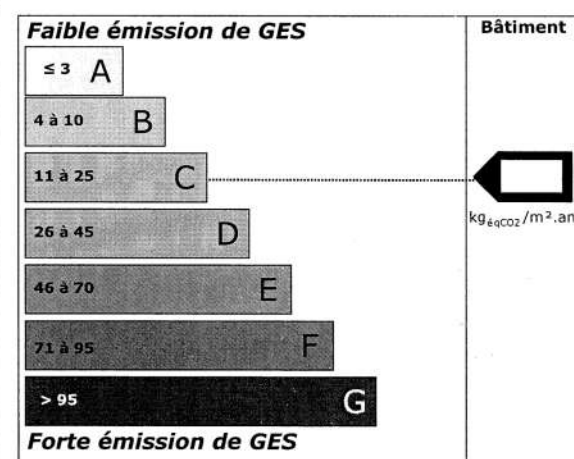 Faible émission de GES
Bâtiment
≤ 3 A
4 à 10 B
11 à 25 C
kgéqCO2/m².an
26 à 45 D
46 à 70 E
71 à 95 F
> 95 G
Forte émission de GES